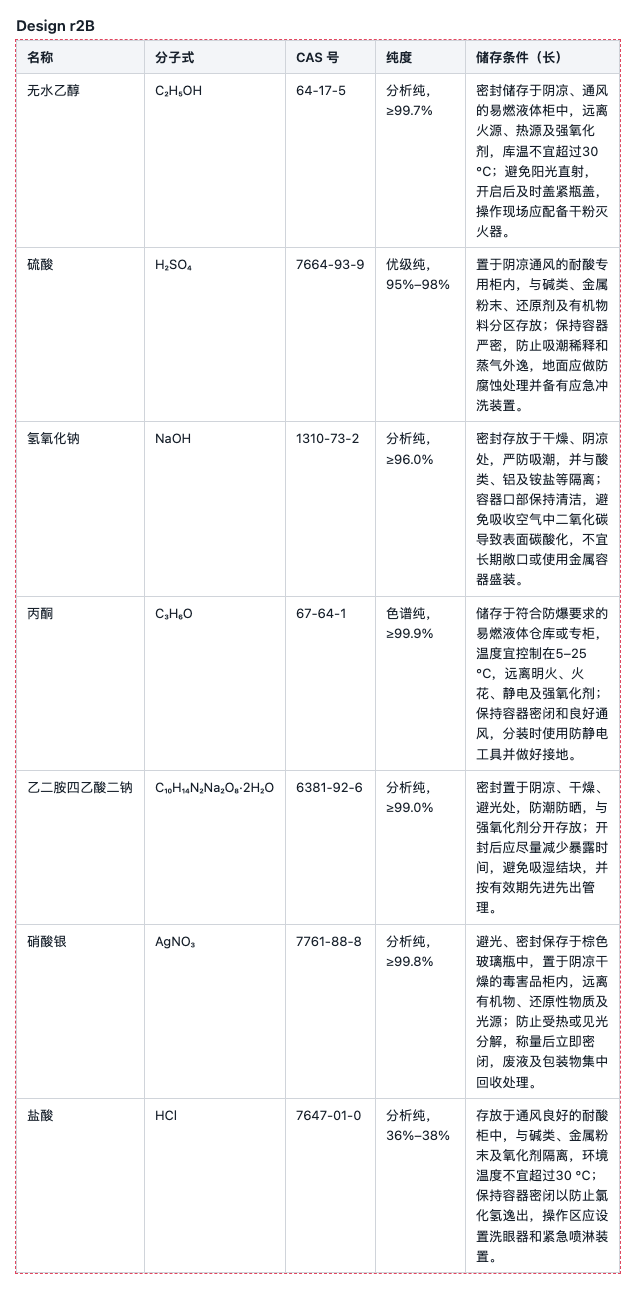 Design r2B
名称 分子式 CAS 号 纯度 储存条件（长）
无水乙醇 C₂H₅OH 64-17-5 分析纯， 密封储存于阴凉、通风
≥99.7% 的易燃液体柜中，远离
火源、热源及强氧化
剂，库温不宜超过30
°C；避免阳光直射，
开启后及时盖紧瓶盖，
操作现场应配备干粉灭
火器。
硫酸 H₂SO₄ 7664-93-9 优级纯， 置于阴凉通风的耐酸专
95%–98% 用柜内，与碱类、金属
粉末、还原剂及有机物
料分区存放；保持容器
严密，防止吸潮稀释和
蒸气外逸，地面应做防
腐蚀处理并备有应急冲
洗装置。
氢氧化钠 NaOH 1310-73-2 分析纯， 密封存放于干燥、阴凉
≥96.0% 处，严防吸潮，并与酸
类、铝及铵盐等隔离；
容器口部保持清洁，避
免吸收空气中二氧化碳
导致表面碳酸化，不宜
长期敞口或使用金属容
器盛装。
丙酮 C₃H₆O 67-64-1 色谱纯， 储存于符合防爆要求的
≥99.9% 易燃液体仓库或专柜，
温度宜控制在5–25
°C，远离明火、火
花、静电及强氧化剂；
保持容器密闭和良好通
风，分装时使用防静电
工具并做好接地。
乙二胺四乙酸二钠 C₁₀H₁₄N₂Na₂O₈·2H₂O 6381-92-6 分析纯， 密封置于阴凉、干燥、
≥99.0% 避光处，防潮防晒，与
强氧化剂分开存放；开
封后应尽量减少暴露时
间，避免吸湿结块，并
按有效期先进先出管
理。
硝酸银 AgNO₃ 7761-88-8 分析纯， 避光、密封保存于棕色
≥99.8% 玻璃瓶中，置于阴凉干
燥的毒害品柜内，远离
有机物、还原性物质及
光源；防止受热或见光
分解，称量后立即密
闭，废液及包装物集中
回收处理。
盐酸 HCl 7647-01-0 分析纯， 存放于通风良好的耐酸
36%–38% 柜中，与碱类、金属粉
末及氧化剂隔离，环境
温度不宜超过30 °C；
保持容器密闭以防止氯
化氢逸出，操作区应设
置洗眼器和紧急喷淋装
置。